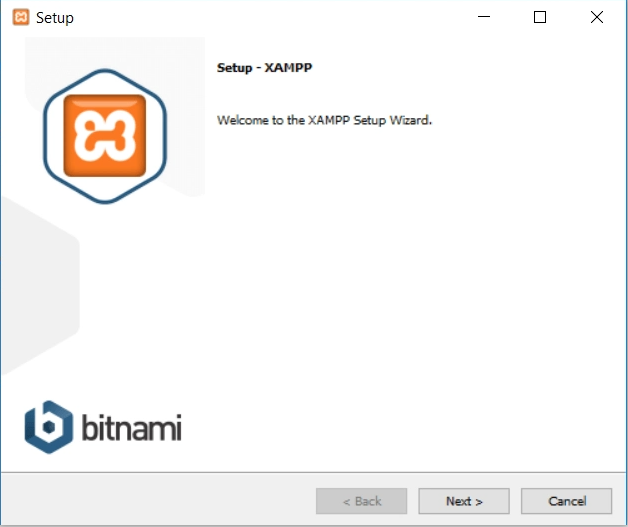 Setup
Setup - XAMPP
Welcome to the XAMPP Setup Wizard.
bitnami
< Back
Next >
Cancel